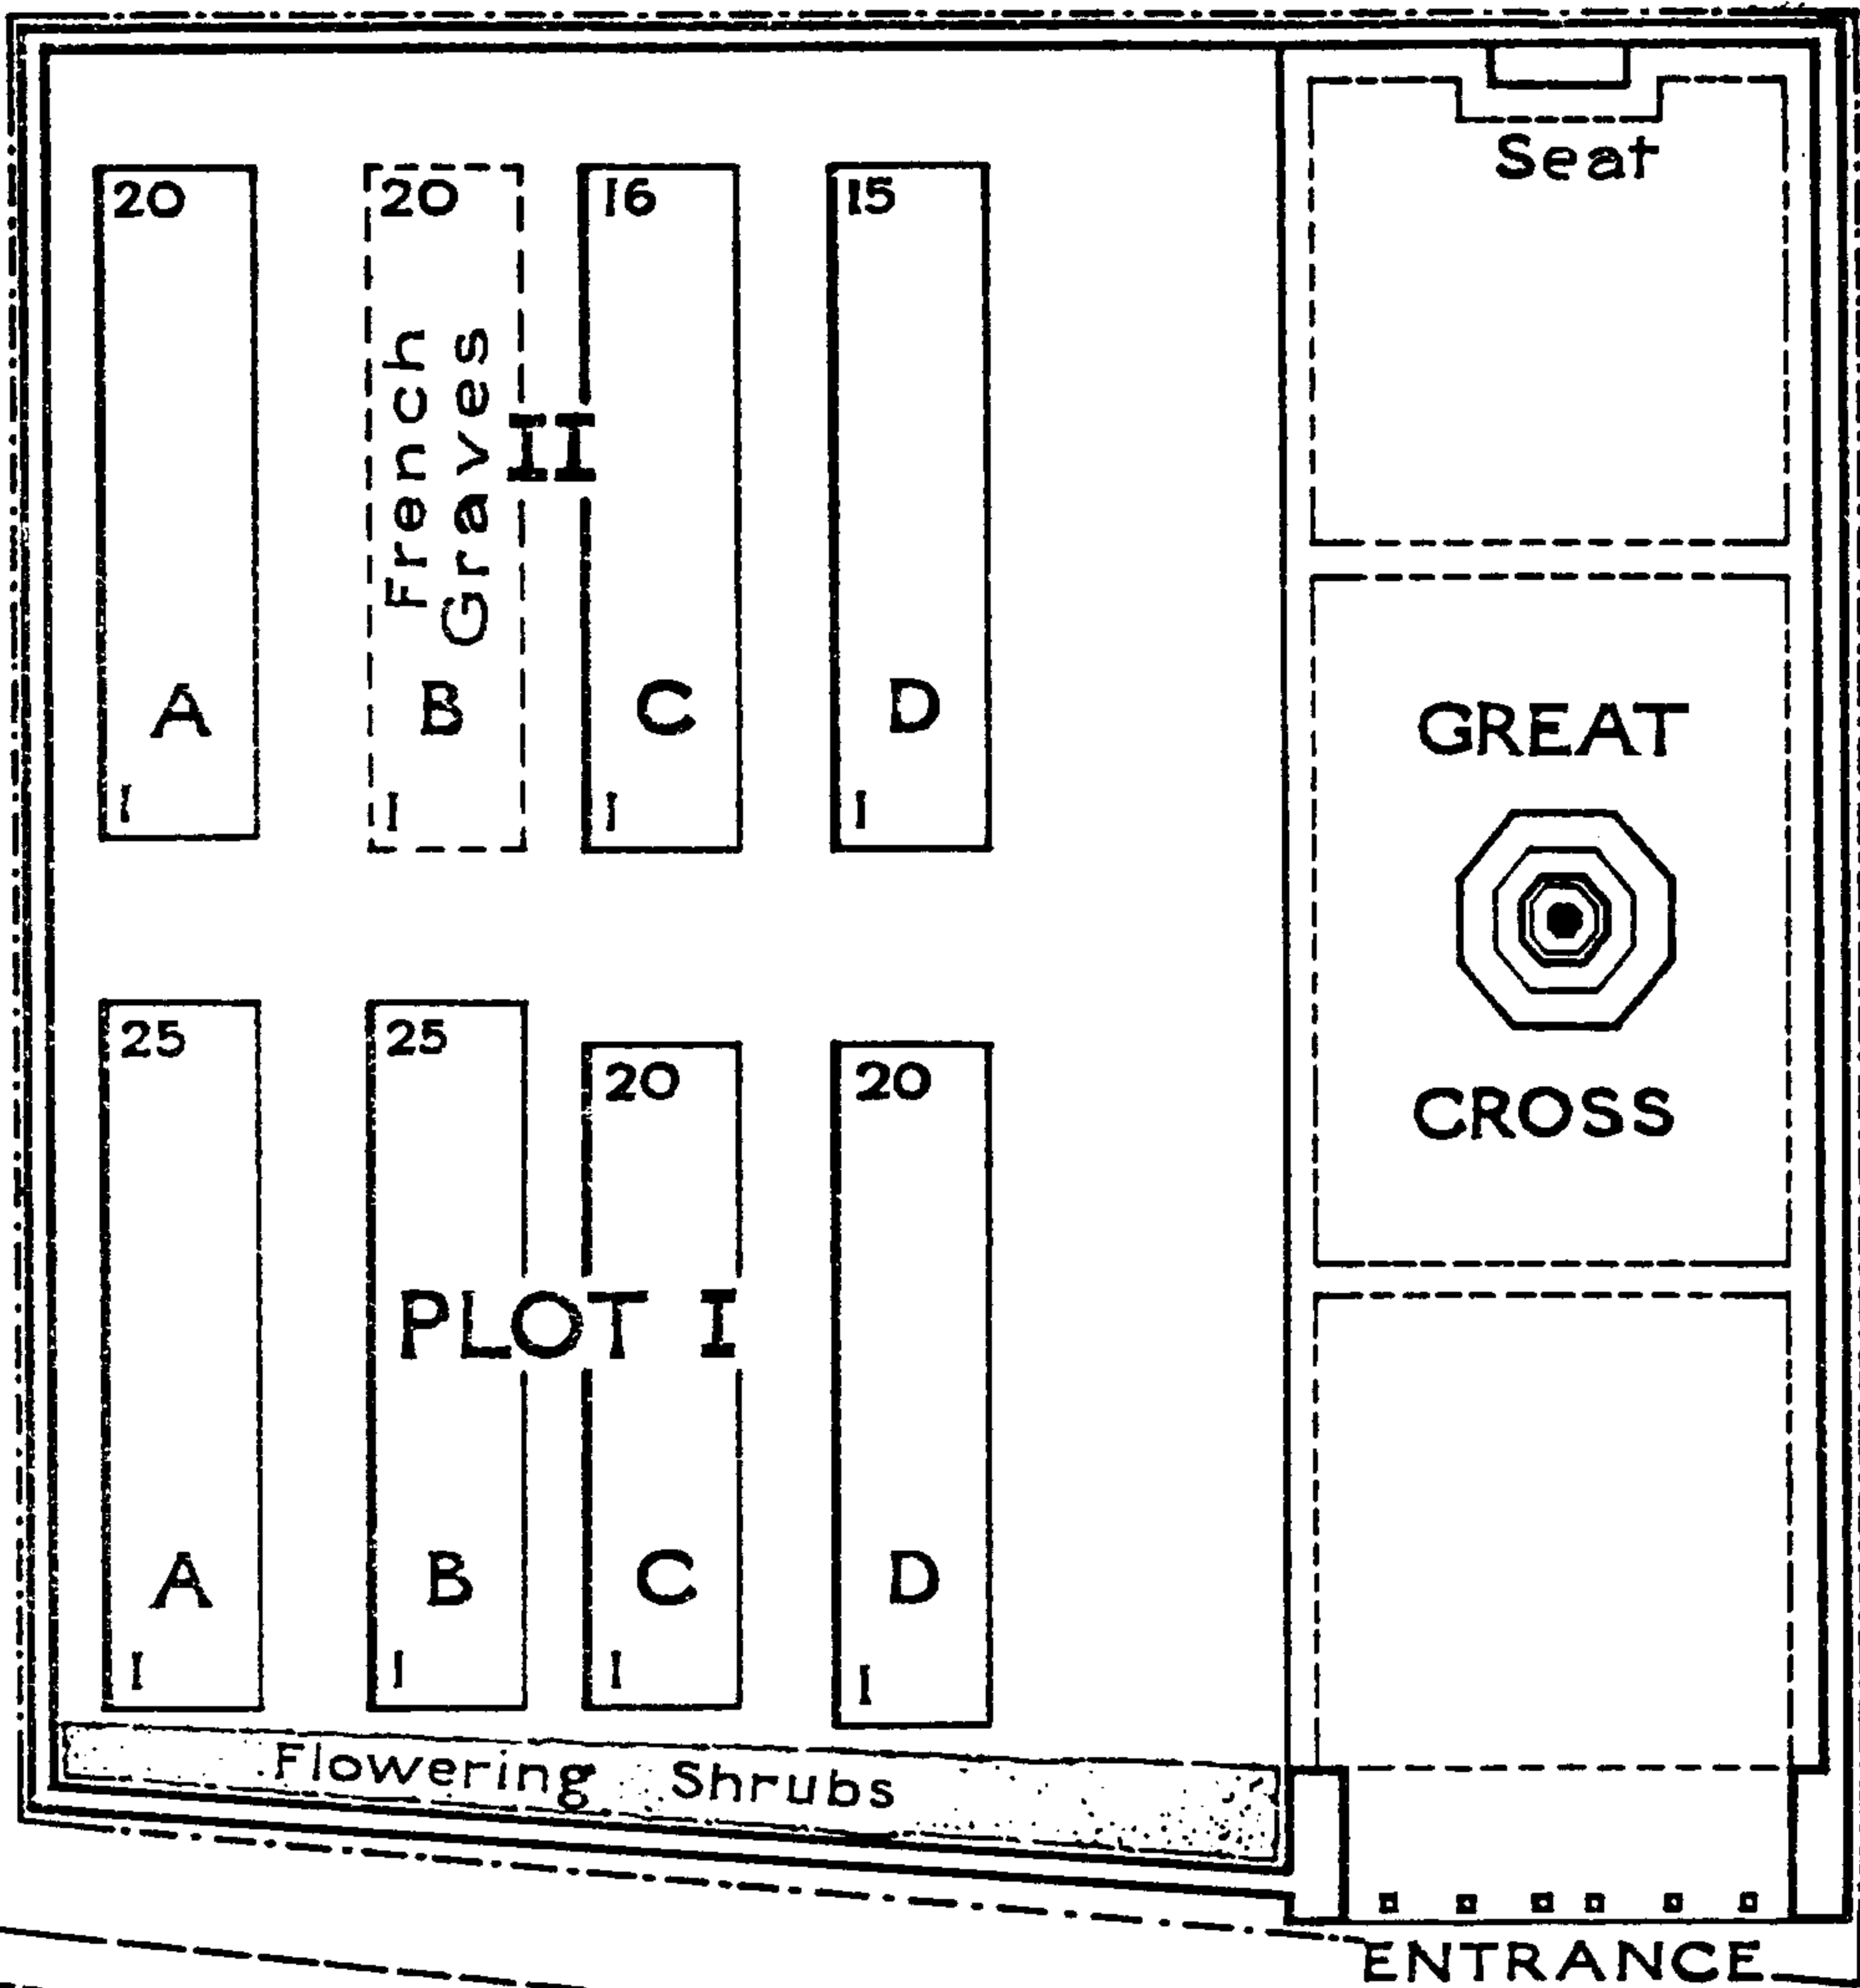 Seat
20 20 16 15
French
Graves
II
A B C D
I I I I
GREAT
CROSS
25 25 20 20
PLOT I
A B C D
I I I I
Flowering Shrubs
ENTRANCE